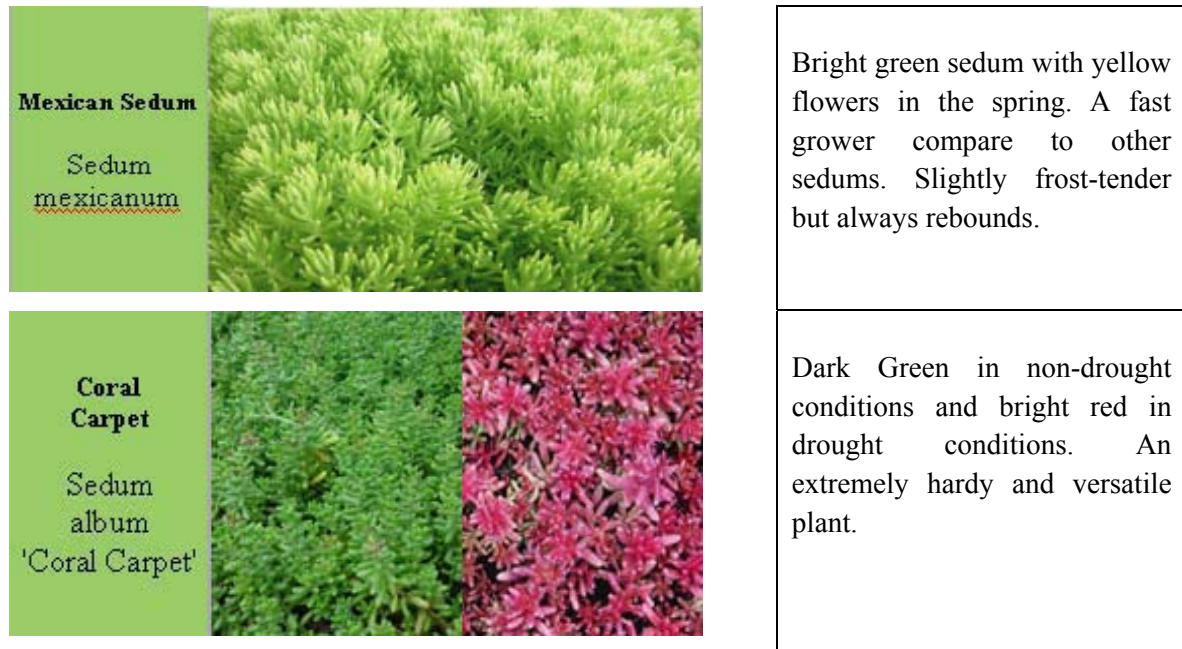 Mexican Sedum
Sedum
mexicanum
Bright green sedum with yellow
flowers in the spring. A fast
grower compare to other
sedums. Slightly frost-tender
but always rebounds.
Coral
Carpet
Sedum
album
'Coral Carpet'
Dark Green in non-drought
conditions and bright red in
drought conditions. An
extremely hardy and versatile
plant.